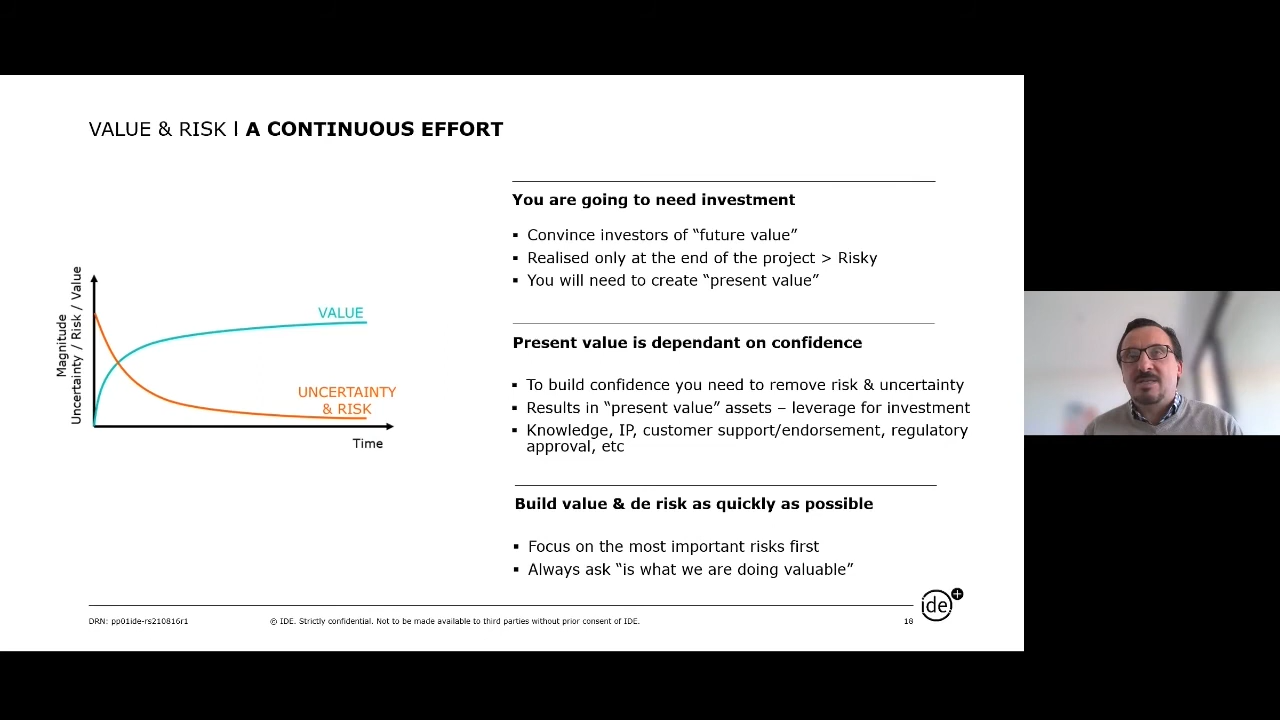 VALUE & RISK I A CONTINUOUS EFFORT
You are going to need investment
▪ Convince investors of “future value”
▪ Realised only at the end of the project > Risky
▪ You will need to create “present value”
Magnitude
Uncertainty / Risk / Value
VALUE
UNCERTAINTY
& RISK
Time
Present value is dependant on confidence
▪ To build confidence you need to remove risk & uncertainty
▪ Results in “present value” assets – leverage for investment
▪ Knowledge, IP, customer support/endorsement, regulatory
approval, etc
Build value & de risk as quickly as possible
▪ Focus on the most important risks first
▪ Always ask “is what we are doing valuable”
DRN: pp01ide-rs210816r1
© IDE. Strictly confidential. Not to be made available to third parties without prior consent of IDE.
18
ide+